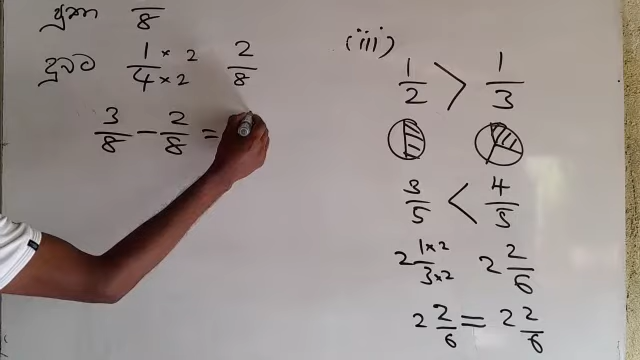 පුතා /8
දුවට 1×2/4×2 2/8
3/8 − 2/8 =
(iii)
1/2 > 1/3
3/5 < 4/5
2 1×2/3×2 2 2/6
2 2/6 = 2 2/6